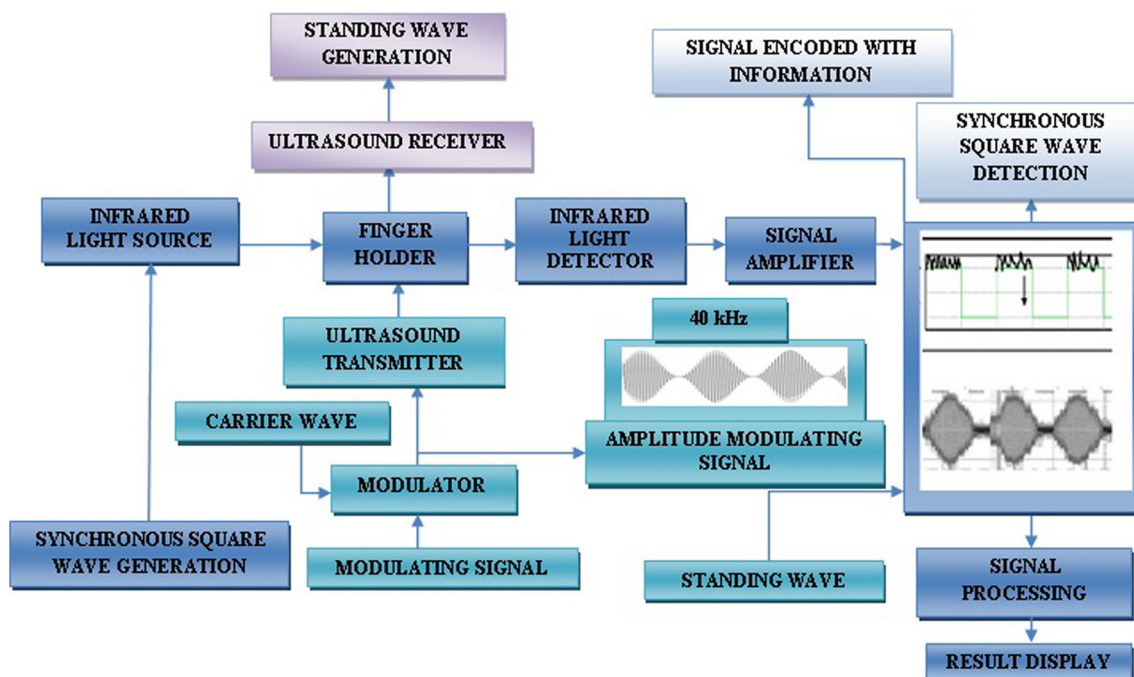 STANDING WAVE
GENERATION
SIGNAL ENCODED WITH
INFORMATION
ULTRASOUND RECEIVER
SYNCHRONOUS
SQUARE WAVE
DETECTION
INFRARED
LIGHT SOURCE
FINGER
HOLDER
INFRARED
LIGHT
DETECTOR
SIGNAL
AMPLIFIER
40 kHz
ULTRASOUND
TRANSMITTER
CARRIER WAVE
AMPLITUDE MODULATING
SIGNAL
MODULATOR
SYNCHRONOUS SQUARE
WAVE GENERATION
MODULATING SIGNAL
STANDING WAVE
SIGNAL
PROCESSING
RESULT DISPLAY